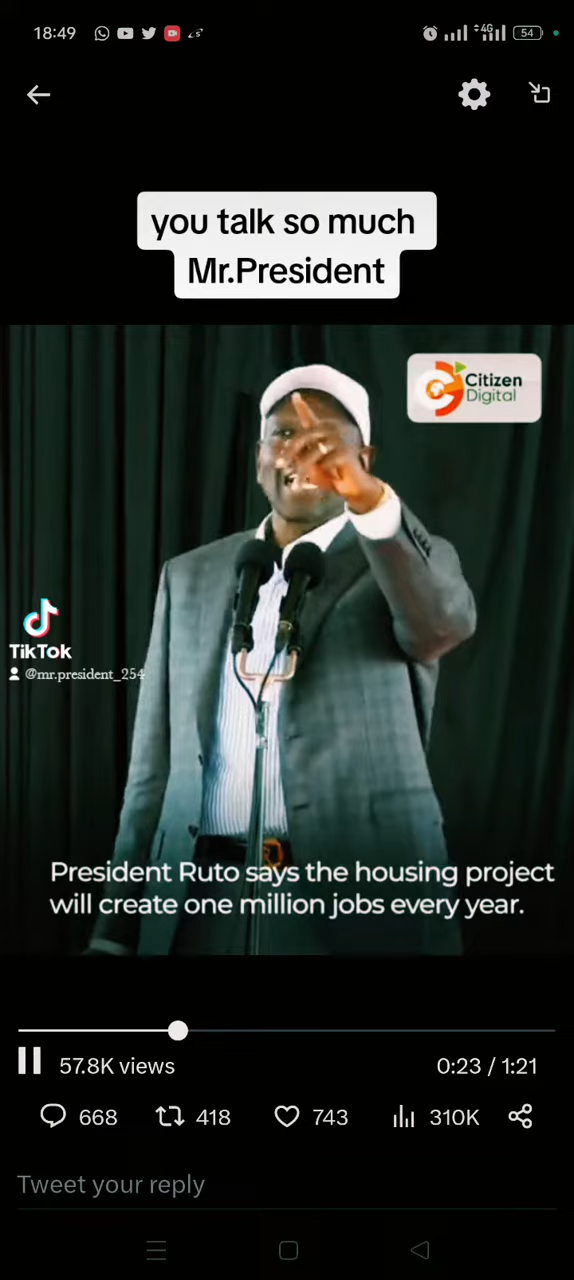 18:49
4G
54
you talk so much
Mr.President
Citizen
Digital
TikTok
@mr.president_254
President Ruto says the housing project
will create one million jobs every year.
57.8K views
0:23 / 1:21
668
418
743
310K
Tweet your reply